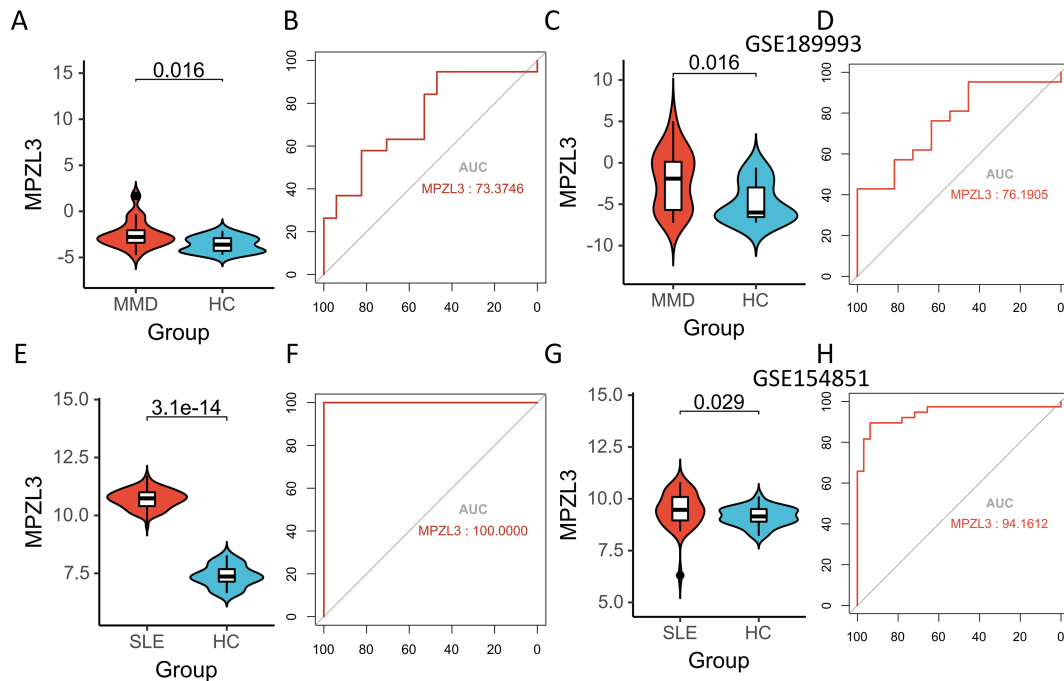 A
MPZL3
15
10
5
0
-5
0.016
MMD
HC
Group
B
100
80
60
40
20
0
AUC
MPZL3 : 73.3746
100
80
60
40
20
0
C
GSE189993
MPZL3
10
5
0
-5
-10
0.016
MMD
HC
Group
D
100
80
60
40
20
0
AUC
MPZL3 : 76.1905
100
80
60
40
20
0
E
MPZL3
15.0
12.5
10.0
7.5
3.1e-14
SLE
HC
Group
F
100
80
60
40
20
0
AUC
MPZL3 : 100.0000
100
80
60
40
20
0
G
GSE154851
MPZL3
15.0
12.5
10.0
7.5
5.0
0.029
SLE
HC
Group
H
100
80
60
40
20
0
AUC
MPZL3 : 94.1612
100
80
60
40
20
0